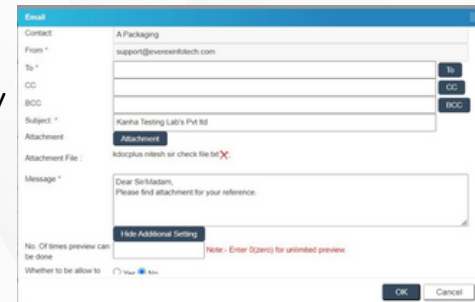 Email
Contact A Packaging
From * support@everexinfotech.com
To * To
CC CC
BCC BCC
Subject * Kanha Testing Lab's Pvt ltd
Attachment Attachment
Attachment File : kdocplus nitesh sir check file.txt
Message * Dear Sir/Madam,
Please find attachment for your reference.
Hide Additional Setting
No. Of times preview can be done Note:- Enter 0(zero) for unlimited preview
Whether to be allow to Yes No
OK Cancel